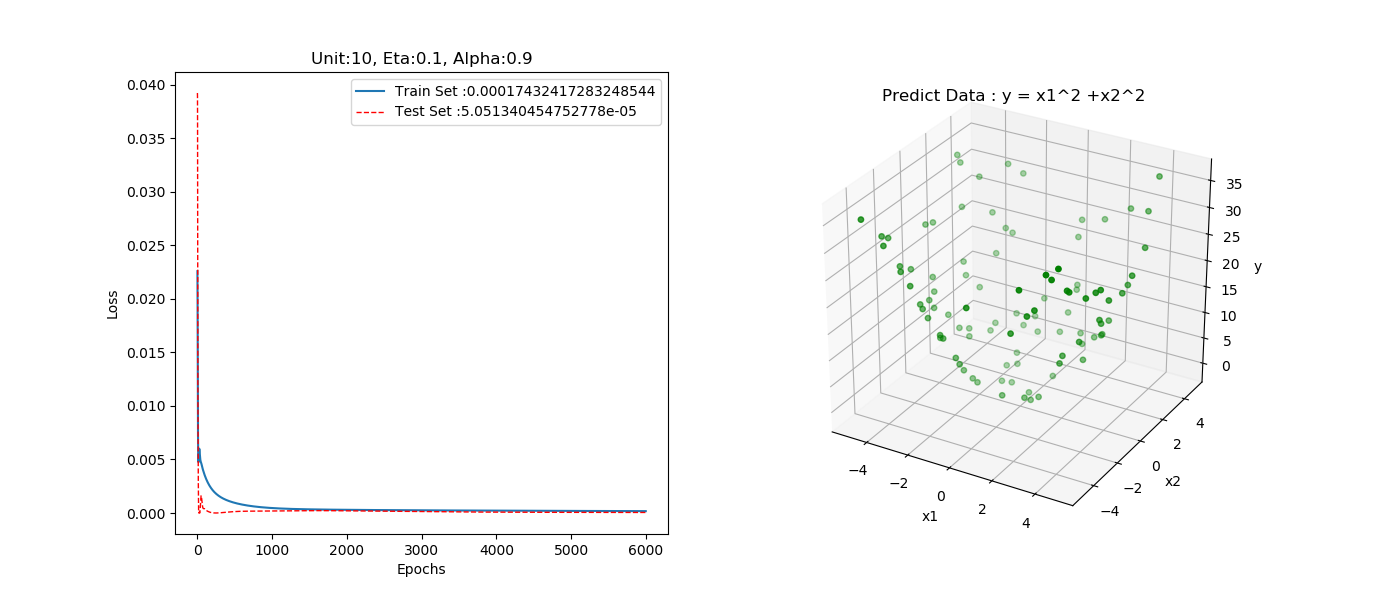 Unit:10, Eta:0.1, Alpha:0.9
Train Set :0.00017432417283248544
Test Set :5.051340454752778e-05
0.040
0.035
0.030
0.025
0.020
0.015
0.010
0.005
0.000
Loss
0 1000 2000 3000 4000 5000 6000
Epochs
Predict Data : y = x1^2 +x2^2
35
30
25
20
15
10
5
0
y
4
2
0
−2
−4
x2
−4
−2
0
2
4
x1